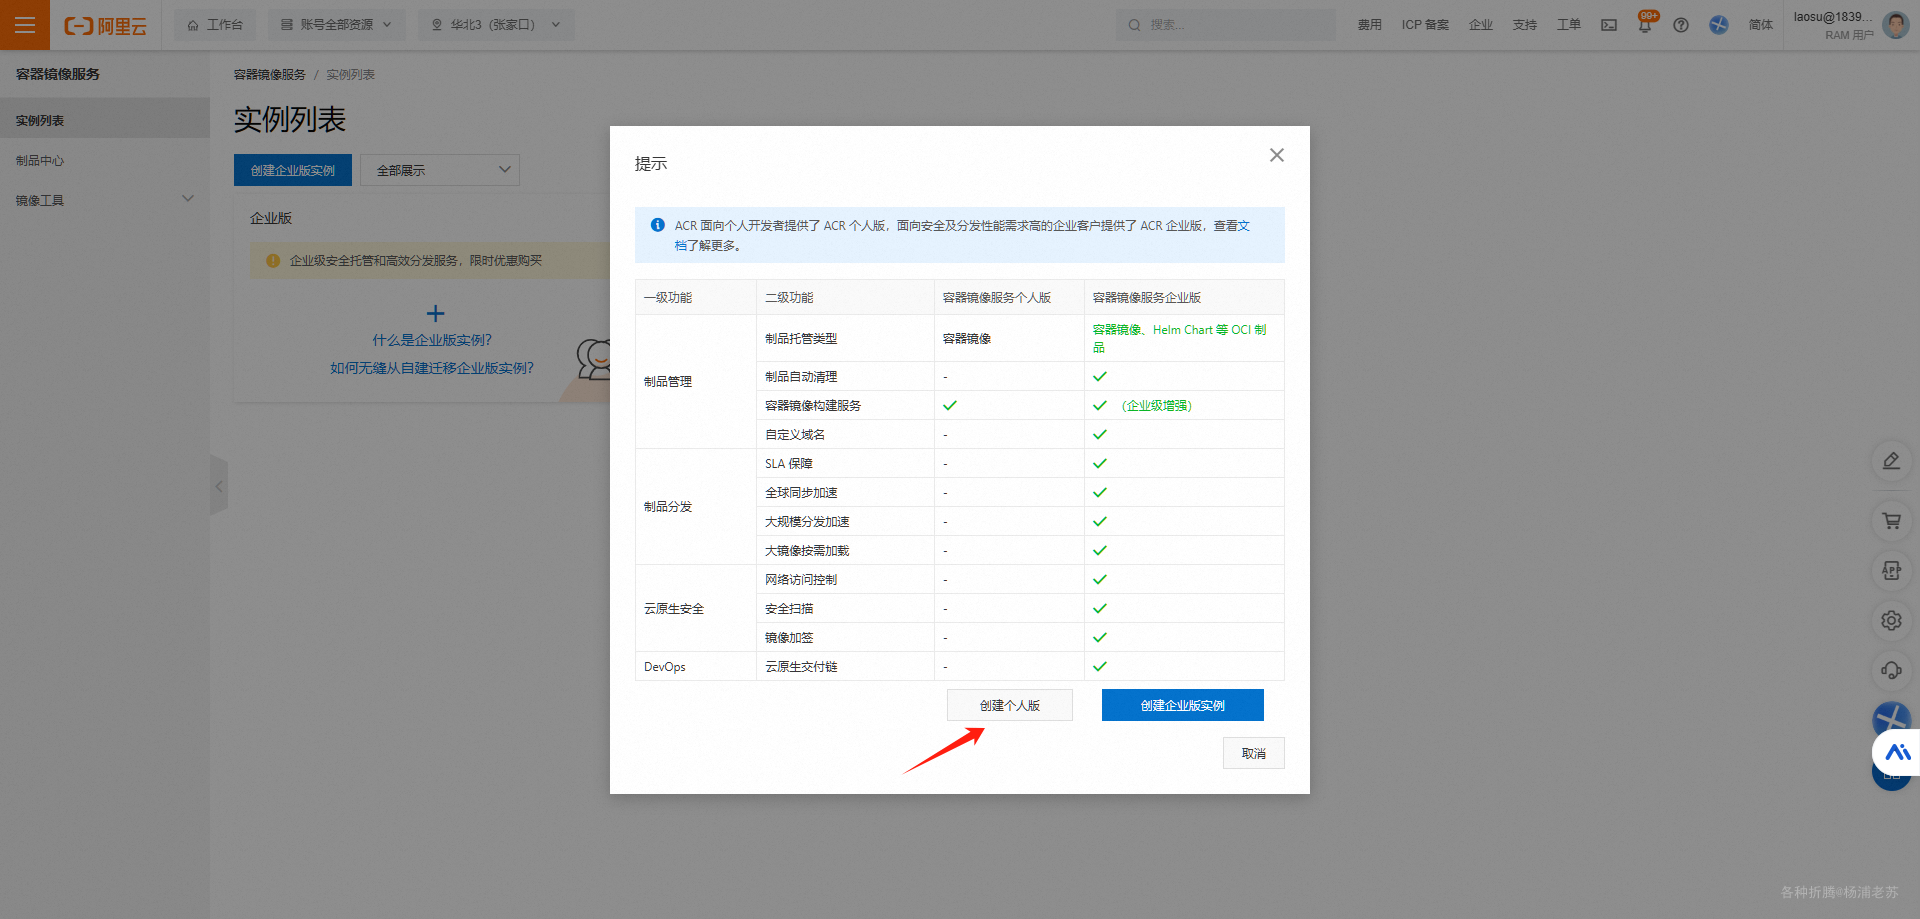 阿里云
工作台
账号全部资源
华北3（张家口）
搜索...
费用
ICP 备案
企业
支持
工单
99+
简体
laosu@1839...
RAM 用户
容器镜像服务
实例列表
制品中心
镜像工具
容器镜像服务 / 实例列表
实例列表
创建企业版实例
全部展示
企业版
企业级安全托管和高效分发服务，限时优惠购买
什么是企业版实例?
如何无缝从自建迁移企业版实例?
提示
ACR 面向个人开发者提供了 ACR 个人版，面向安全及分发性能需求高的企业客户提供了 ACR 企业版，查看文
档了解更多。
一级功能 二级功能 容器镜像服务个人版 容器镜像服务企业版
制品管理 制品托管类型 容器镜像 容器镜像、Helm Chart 等 OCI 制
品
制品自动清理 - ✓
容器镜像构建服务 ✓ ✓ （企业级增强）
自定义域名 - ✓
制品分发 SLA 保障 - ✓
全球同步加速 - ✓
大规模分发加速 - ✓
大镜像按需加载 - ✓
云原生安全 网络访问控制 - ✓
安全扫描 - ✓
镜像加签 - ✓
DevOps 云原生交付链 - ✓
创建个人版
创建企业版实例
取消
APP
各种折腾@杨浦老苏